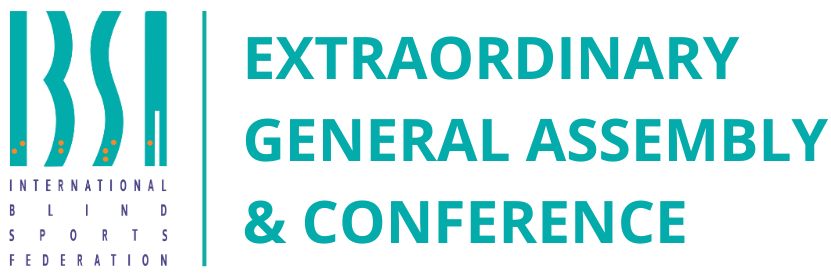 IBSA
INTERNATIONAL
BLIND
SPORTS
FEDERATION
EXTRAORDINARY
GENERAL ASSEMBLY
& CONFERENCE